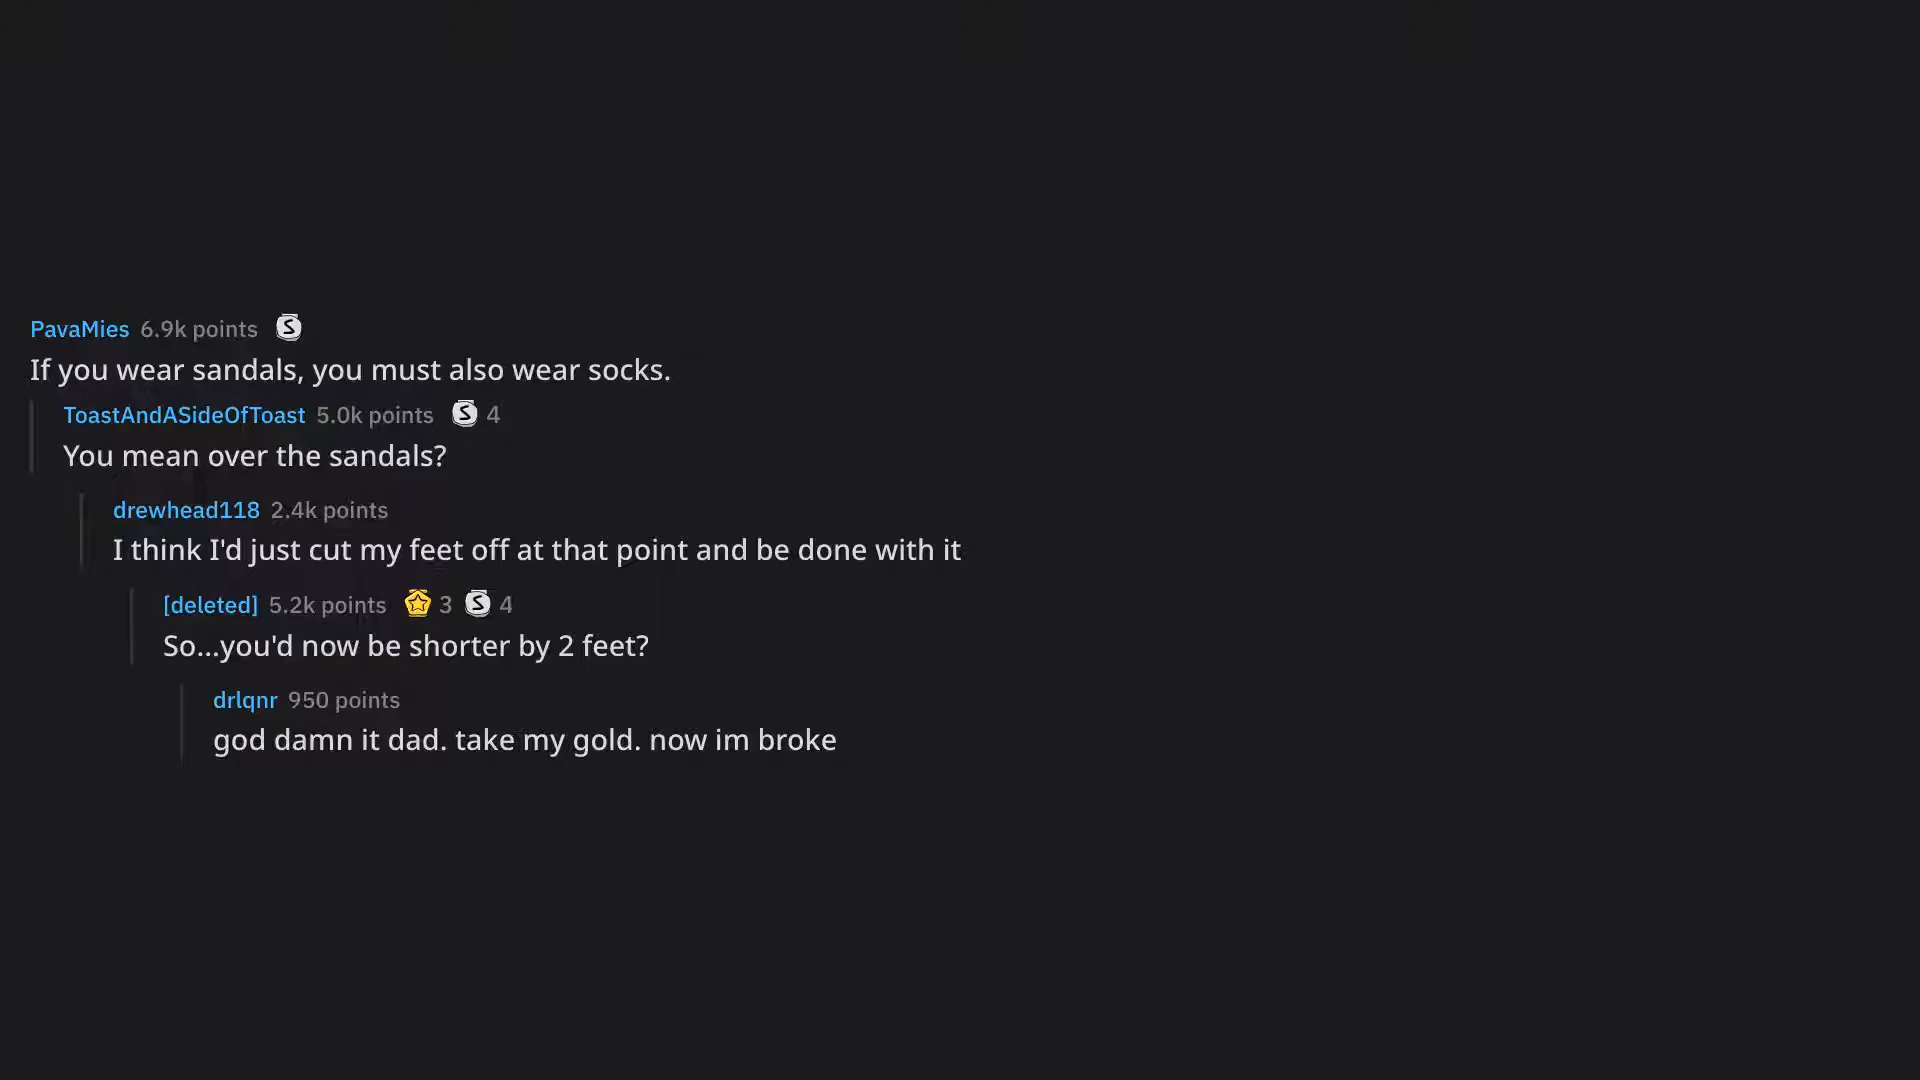 PavaMies 6.9k points S
If you wear sandals, you must also wear socks.
ToastAndASideOfToast 5.0k points S 4
You mean over the sandals?
drewhead118 2.4k points
I think I'd just cut my feet off at that point and be done with it
[deleted] 5.2k points 3 S 4
So...you'd now be shorter by 2 feet?
drlqnr 950 points
god damn it dad. take my gold. now im broke